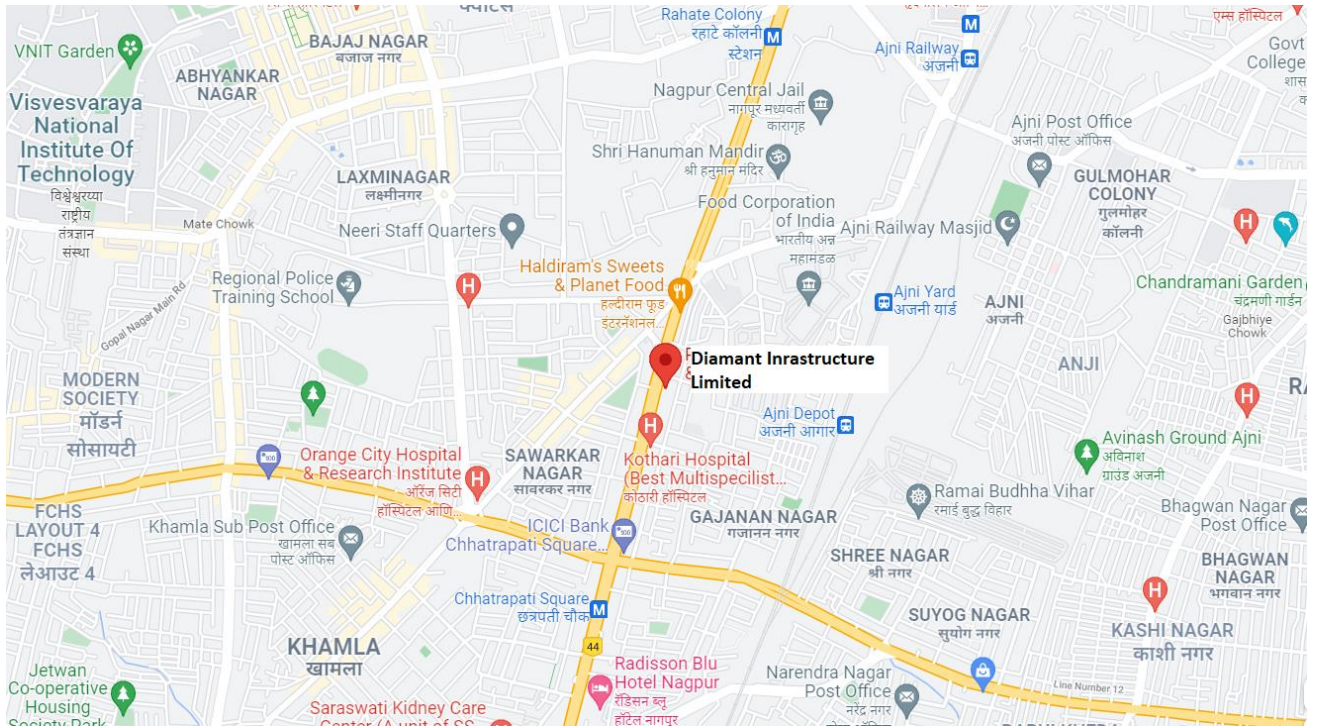 क्वार्टर्स
Rahate Colony
रहाटे कॉलनी
स्टेशन
एम्स हॉस्पिटल
VNIT Garden
BAJAJ NAGAR
बजाज नगर
Ajni Railway
अजनी
Govt
College
शास
ABHYANKAR
NAGAR
Nagpur Central Jail
नागपूर मध्यवर्ती
कारागृह
Visvesvaraya
National
Institute Of
Technology
विश्वेश्वरय्या
राष्ट्रीय
तंत्रज्ञान
संस्था
Ajni Post Office
अजनी पोस्ट ऑफिस
Shri Hanuman Mandir
श्री हनुमान मंदिर
LAXMINAGAR
लक्ष्मीनगर
GULMOHAR
COLONY
गुलमोहर
कॉलनी
Food Corporation
of India
भारतीय अन्न
महामंडळ
Mate Chowk
Neeri Staff Quarters
Ajni Railway Masjid
Haldiram's Sweets
& Planet Food
हल्दीराम फूड
इंटरनॅशनल...
Regional Police
Training School
Chandramani Garden
चंद्रमणी गार्डन
Gajbhiye
Chowk
Ajni Yard
अजनी यार्ड
AJNI
अजनी
Gopal Nagar Main Rd
Diamant Inrastructure
Limited
&
ANJI
MODERN
SOCIETY
मॉडर्न
सोसायटी
Ajni Depot
अजनी आगार
Avinash Ground Ajni
अविनाश
ग्राउंड अजनी
Orange City Hospital
& Research Institute
ऑरेंज सिटी
हॉस्पिटल आणि...
SAWARKAR
NAGAR
सावरकर नगर
Kothari Hospital
(Best Multispecilist...
कोठारी हॉस्पिटल
Ramai Budhha Vihar
रमाई बुद्ध विहार
Bhagwan Nagar
Post Office
FCHS
LAYOUT 4
FCHS
लेआउट 4
Khamla Sub Post Office
खामला सब
पोस्ट ऑफिस
ICICI Bank
Chhatrapati Square...
GAJANAN NAGAR
गजानन नगर
SHREE NAGAR
श्री नगर
BHAGWAN
NAGAR
भगवान नगर
Chhatrapati Square
छत्रपती चौक
SUYOG NAGAR
सुयोग नगर
KASHI NAGAR
काशी नगर
KHAMLA
खामला
44
Radisson Blu
Hotel Nagpur
रॅडिसन ब्लू
हॉटेल नागपुर
Narendra Nagar
Post Office
नरेंद्र नगर
Line Number 12
Jetwan
Co-operative
Housing
Society Park
Saraswati Kidney Care
Center (A unit of SS